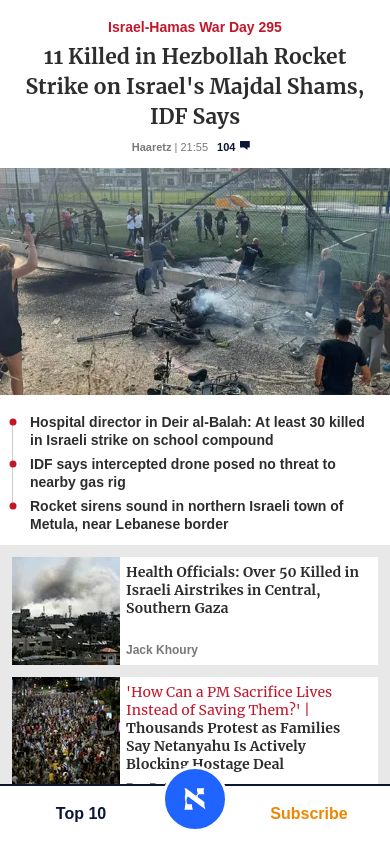 Israel-Hamas War Day 295
11 Killed in Hezbollah Rocket
Strike on Israel's Majdal Shams,
IDF Says
Haaretz | 21:55 104
Hospital director in Deir al-Balah: At least 30 killed
in Israeli strike on school compound
IDF says intercepted drone posed no threat to
nearby gas rig
Rocket sirens sound in northern Israeli town of
Metula, near Lebanese border
Health Officials: Over 50 Killed in
Israeli Airstrikes in Central,
Southern Gaza
Jack Khoury
'How Can a PM Sacrifice Lives
Instead of Saving Them?' |
Thousands Protest as Families
Say Netanyahu Is Actively
Blocking Hostage Deal
Top 10
Subscribe